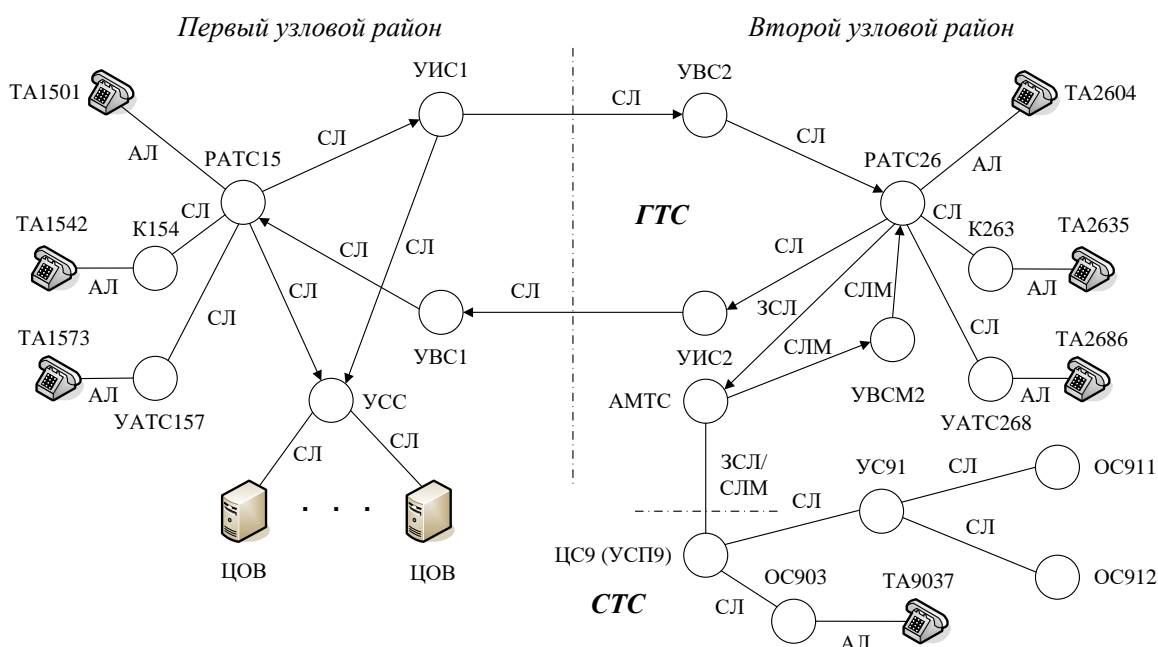 Первый узловой район
Второй узловой район
УИС1
УВС2
ТА1501
СЛ
ТА2604
АЛ
СЛ
СЛ
АЛ
РАТС15
РАТС26
ГТС
ТА1542
К154
СЛ
СЛ
СЛ
СЛ
К263
ТА2635
АЛ
СЛ
СЛ
СЛ
ЗСЛ
СЛМ
СЛ
АЛ
ТА1573
УВС1
УИС2
СЛМ
УВСМ2
ТА2686
АЛ
УАТС157
УСС
АМТС
УАТС268
АЛ
СЛ
СЛ
ЗСЛ/
СЛМ
УС91
СЛ
ОС911
СЛ
СЛ
. . .
ЦОВ
ЦОВ
ЦС9 (УСП9)
ОС912
СТС
СЛ
ОС903
ТА9037
АЛ